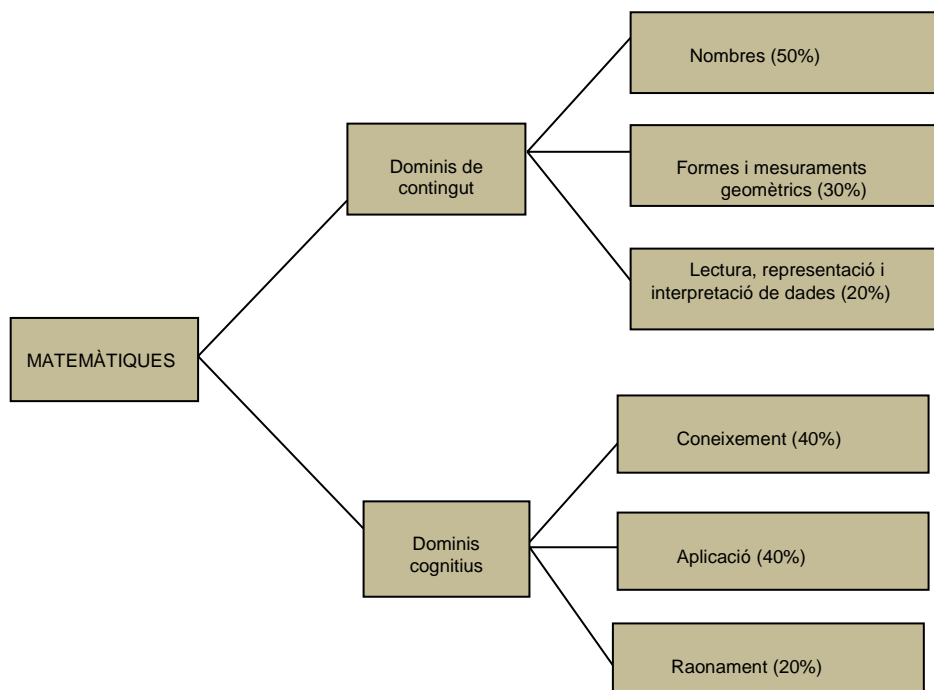 Nombres (50%)
Dominis de
contingut
Formes i mesuraments
geomètrics (30%)
Lectura, representació i
interpretació de dades (20%)
MATEMÀTIQUES
Coneixement (40%)
Dominis
cognitius
Aplicació (40%)
Raonament (20%)